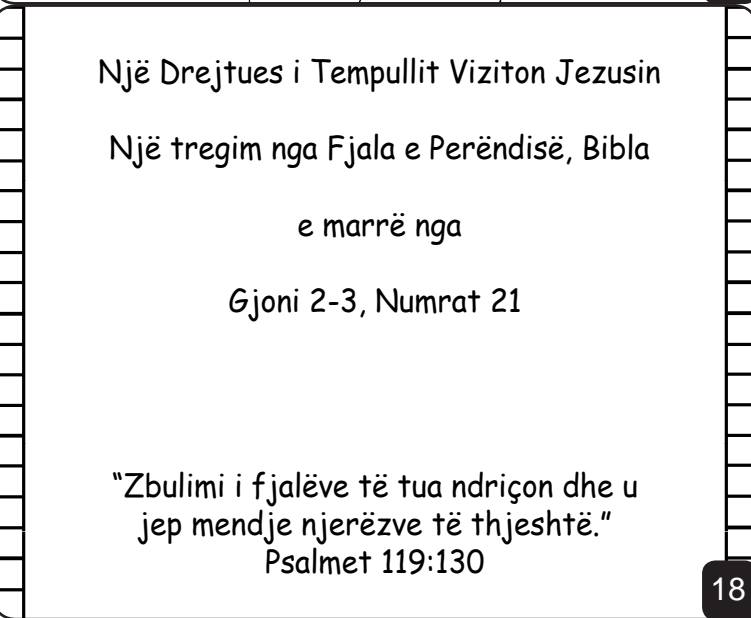 Një Drejtues i Tempullit Viziton Jezusin
Një tregim nga Fjala e Perëndisë, Bibla
e marrë nga
Gjoni 2-3, Numrat 21
“Zbulimi i fjalëve të tua ndriçon dhe u
jep mendje njerëzve të thjeshtë.”
Psalmet 119:130
18